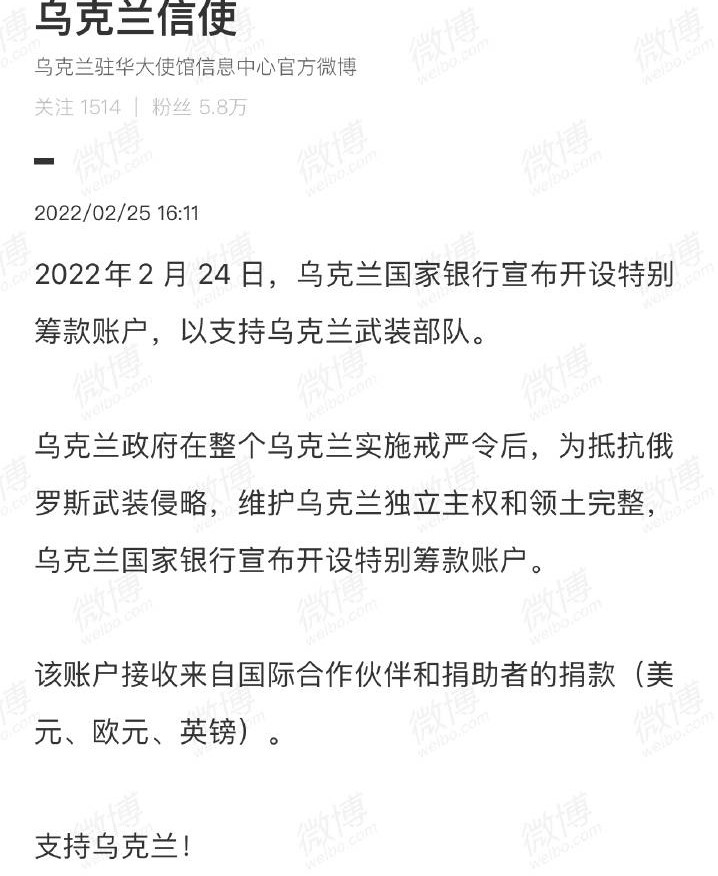 乌克兰信使
乌克兰驻华大使馆信息中心官方微博
关注 1514 | 粉丝 5.8万
2022/02/25 16:11
2022年2月24日，乌克兰国家银行宣布开设特别
筹款账户，以支持乌克兰武装部队。
乌克兰政府在整个乌克兰实施戒严令后，为抵抗俄
罗斯武装侵略，维护乌克兰独立主权和领土完整，
乌克兰国家银行宣布开设特别筹款账户。
该账户接收来自国际合作伙伴和捐助者的捐款（美
元、欧元、英镑）。
支持乌克兰！
微博
weibo.com